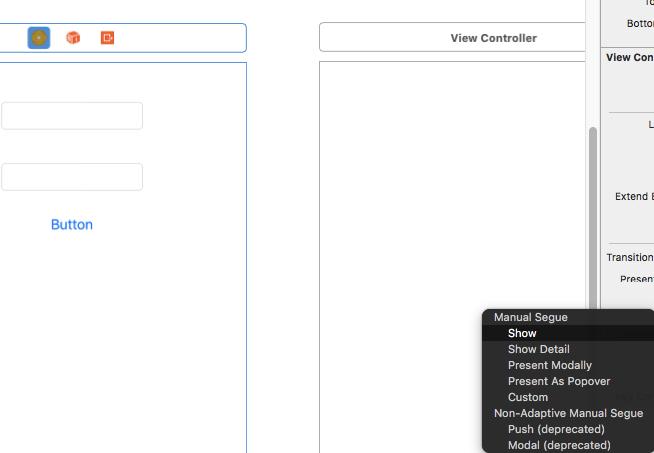 View Controller
Botto
View Con
L
Button
Extend
Transition
Presen
Manual Segue
Show
Show Detail
Present Modally
Present As Popover
Custom
Non-Adaptive Manual Segue
Push (deprecated)
Modal (deprecated)